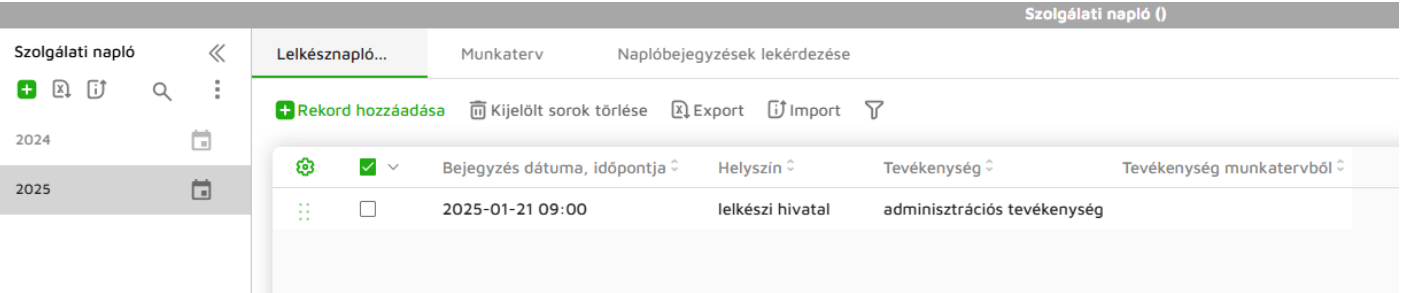 Szolgálati napló ()
Szolgálati napló
Lelkésznapló... Munkaterv Naplóbejegyzések lekérdezése
Rekord hozzáadása Kijelölt sorok törlése Export Import
2024
2025
Bejegyzés dátuma, időpontja Helyszín Tevékenység Tevékenység munkatervből
2025-01-21 09:00 lelkészi hivatal adminisztrációs tevékenység